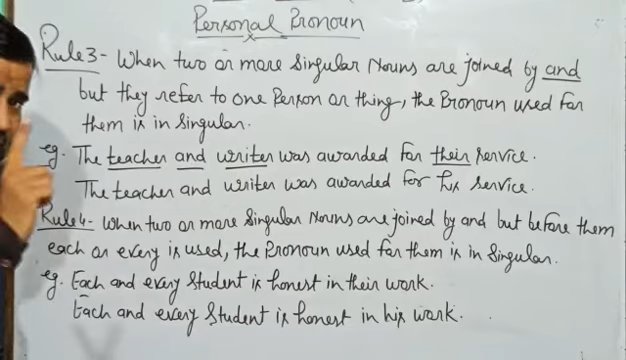 Personal Pronoun
Rule 3 - When two or more Singular Nouns are joined by and
but they refer to one Person or thing, the Pronoun used for
them is in Singular.
eg. The teacher and writer was awarded for their service.
The teacher and writer was awarded for his service.
Rule 4 - When two or more Singular Nouns are joined by and but before them
each or every is used, the Pronoun used for them is in Singular.
eg. Each and every Student is honest in their work.
Each and every Student is honest in his work.